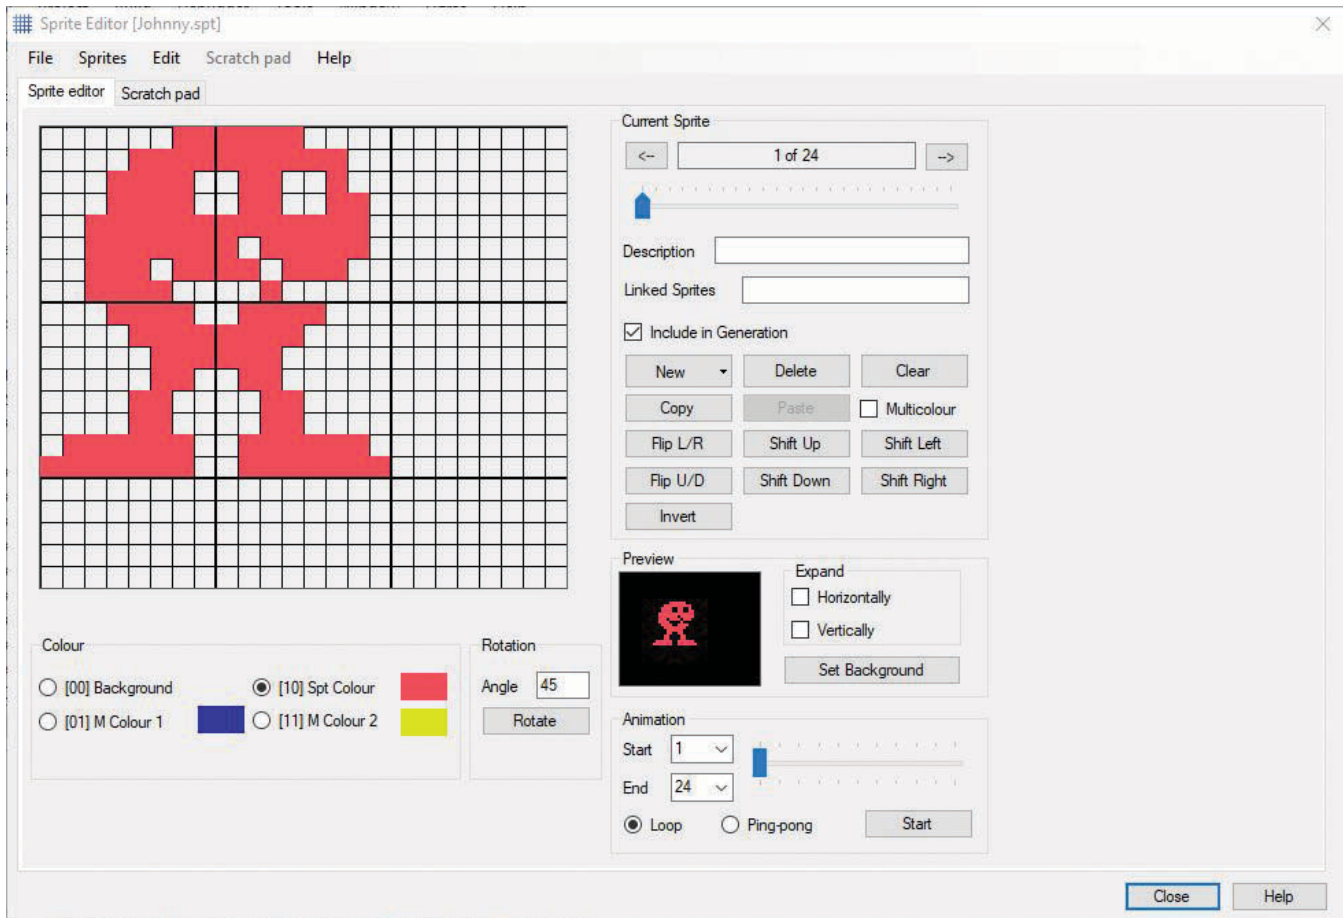 Sprite Editor [Johnny.spt]
File Sprites Edit Scratch pad Help
Sprite editor Scratch pad
Current Sprite
<-- 1 of 24 -->
Description
Linked Sprites
Include in Generation
New Delete Clear
Copy Paste Multicolour
Flip L/R Shift Up Shift Left
Flip U/D Shift Down Shift Right
Invert
Preview
Expand
Horizontally
Vertically
Set Background
Colour
[00] Background [10] Spt Colour
[01] M Colour 1 [11] M Colour 2
Rotation
Angle 45
Rotate
Animation
Start 1
End 24
Loop Ping-pong Start
Close Help